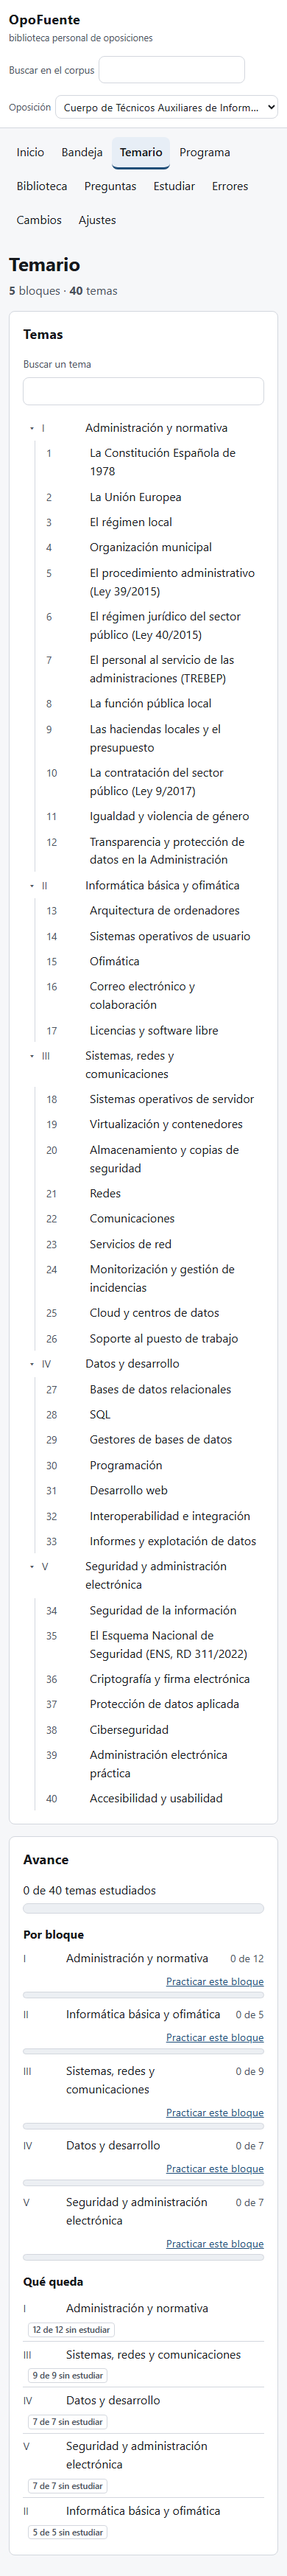 OpoFuente
biblioteca personal de oposiciones
Buscar en el corpus
Oposición Cuerpo de Técnicos Auxiliares de Inform...
Inicio Bandeja Temario Programa
Biblioteca Preguntas Estudiar Errores
Cambios Ajustes
Temario
5 bloques · 40 temas
Temas
Buscar un tema
I Administración y normativa
1 La Constitución Española de
1978
2 La Unión Europea
3 El régimen local
4 Organización municipal
5 El procedimiento administrativo
(Ley 39/2015)
6 El régimen jurídico del sector
público (Ley 40/2015)
7 El personal al servicio de las
administraciones (TREBEP)
8 La función pública local
9 Las haciendas locales y el
presupuesto
10 La contratación del sector
público (Ley 9/2017)
11 Igualdad y violencia de género
12 Transparencia y protección de
datos en la Administración
II Informática básica y ofimática
13 Arquitectura de ordenadores
14 Sistemas operativos de usuario
15 Ofimática
16 Correo electrónico y
colaboración
17 Licencias y software libre
III Sistemas, redes y
comunicaciones
18 Sistemas operativos de servidor
19 Virtualización y contenedores
20 Almacenamiento y copias de
seguridad
21 Redes
22 Comunicaciones
23 Servicios de red
24 Monitorización y gestión de
incidencias
25 Cloud y centros de datos
26 Soporte al puesto de trabajo
IV Datos y desarrollo
27 Bases de datos relacionales
28 SQL
29 Gestores de bases de datos
30 Programación
31 Desarrollo web
32 Interoperabilidad e integración
33 Informes y explotación de datos
V Seguridad y administración
electrónica
34 Seguridad de la información
35 El Esquema Nacional de
Seguridad (ENS, RD 311/2022)
36 Criptografía y firma electrónica
37 Protección de datos aplicada
38 Ciberseguridad
39 Administración electrónica
práctica
40 Accesibilidad y usabilidad
Avance
0 de 40 temas estudiados
Por bloque
I Administración y normativa 0 de 12
Practicar este bloque
II Informática básica y ofimática 0 de 5
Practicar este bloque
III Sistemas, redes y 0 de 9
comunicaciones
Practicar este bloque
IV Datos y desarrollo 0 de 7
Practicar este bloque
V Seguridad y administración 0 de 7
electrónica
Practicar este bloque
Qué queda
I Administración y normativa
12 de 12 sin estudiar
III Sistemas, redes y comunicaciones
9 de 9 sin estudiar
IV Datos y desarrollo
7 de 7 sin estudiar
V Seguridad y administración
electrónica
7 de 7 sin estudiar
II Informática básica y ofimática
5 de 5 sin estudiar